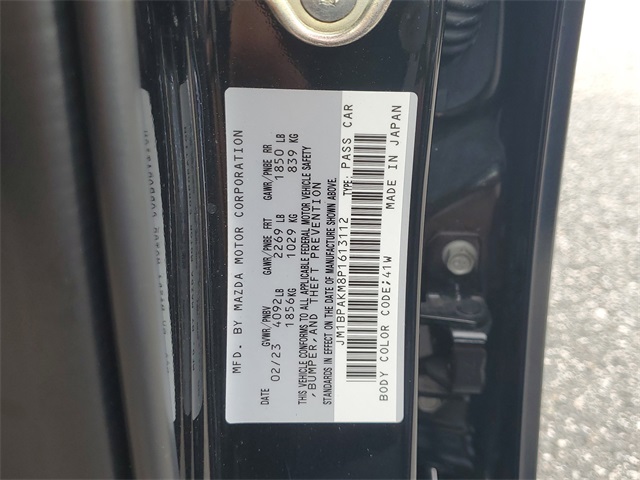 MFD. BY MAZDA MOTOR CORPORATION
DATE GVWR/PNBV GAWR/PNBE FRT GAWR/PNBE RR
02/23 4092LB 2269 LB 1850 LB
1856KG 1029 KG 839 KG
THIS VEHICLE CONFORMS TO ALL APPLICABLE FEDERAL MOTOR VEHICLE SAFETY
,BUMPER,AND THEFT PREVENTION
STANDARDS IN EFFECT ON THE DATE OF MANUFACTURE SHOWN ABOVE.
JM1BPAKM8P1613112 TYPE: PASS CAR
BODY COLOR CODE;41W MADE IN JAPAN